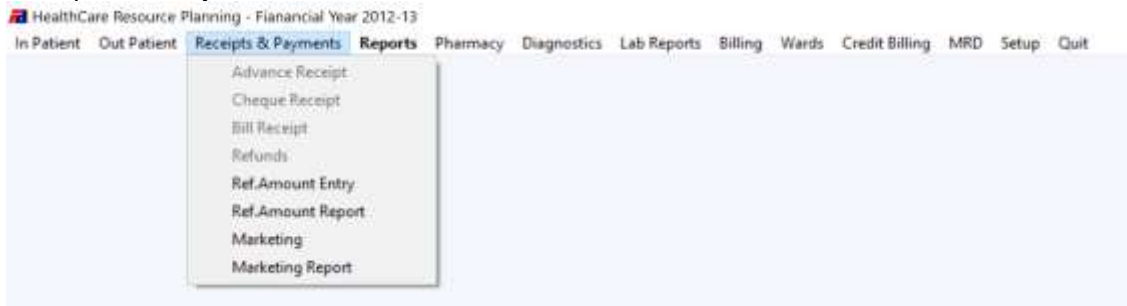 HealthCare Resource Planning - Fianancial Year 2012-13
In Patient Out Patient Receipts & Payments Reports Pharmacy Diagnostics Lab Reports Billing Wards Credit Billing MRD Setup Quit
Advance Receipt
Cheque Receipt
Bill Receipt
Refunds
Ref.Amount Entry
Ref.Amount Report
Marketing
Marketing Report